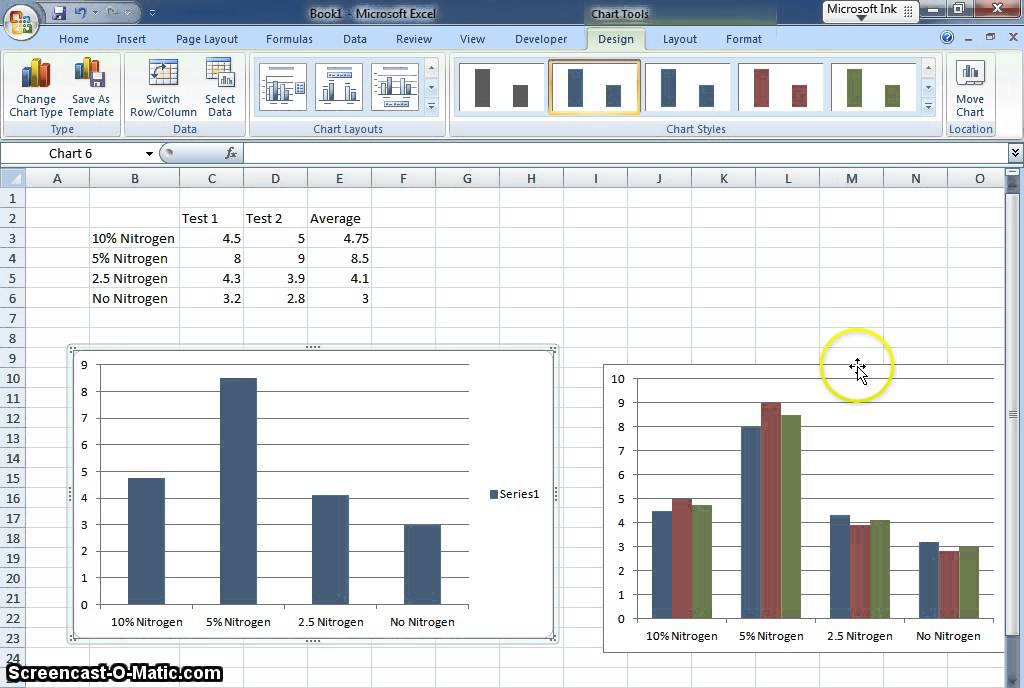 Book1 - Microsoft Excel
Chart Tools
Microsoft Ink
Home Insert Page Layout Formulas Data Review View Developer Design Layout Format
Change Chart Type
Save As Template
Switch Row/Column
Select Data
Move Chart
Type Data Chart Layouts Chart Styles Location
Chart 6 fx
A B C D E F G H I J K L M N O
1
2 Test 1 Test 2 Average
3 10% Nitrogen 4.5 5 4.75
4 5% Nitrogen 8 9 8.5
5 2.5 Nitrogen 4.3 3.9 4.1
6 No Nitrogen 3.2 2.8 3
7
8
9
10
11
12
13
14
15
16
17
18
19
20
21
22
23
24
9
8
7
6
5
4
3
2
1
0
10% Nitrogen 5% Nitrogen 2.5 Nitrogen No Nitrogen
Series1
10
9
8
7
6
5
4
3
2
1
0
10% Nitrogen 5% Nitrogen 2.5 Nitrogen No Nitrogen
Screencast-O-Matic.com